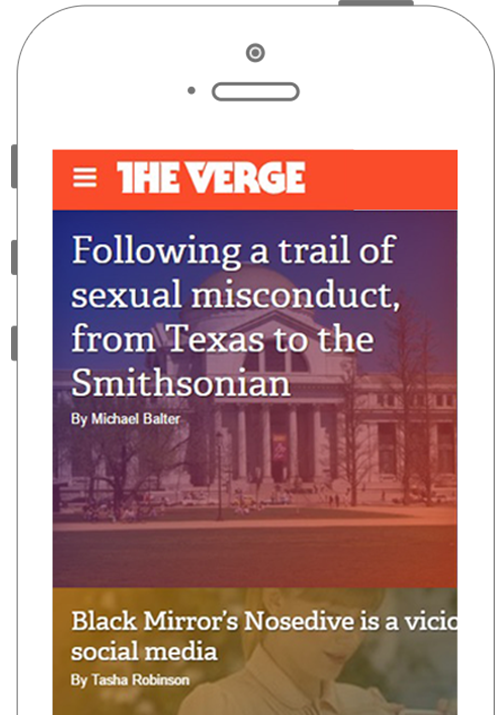 THE VERGE
Following a trail of
sexual misconduct,
from Texas to the
Smithsonian
By Michael Balter
Black Mirror's Nosedive is a vicio
social media
By Tasha Robinson